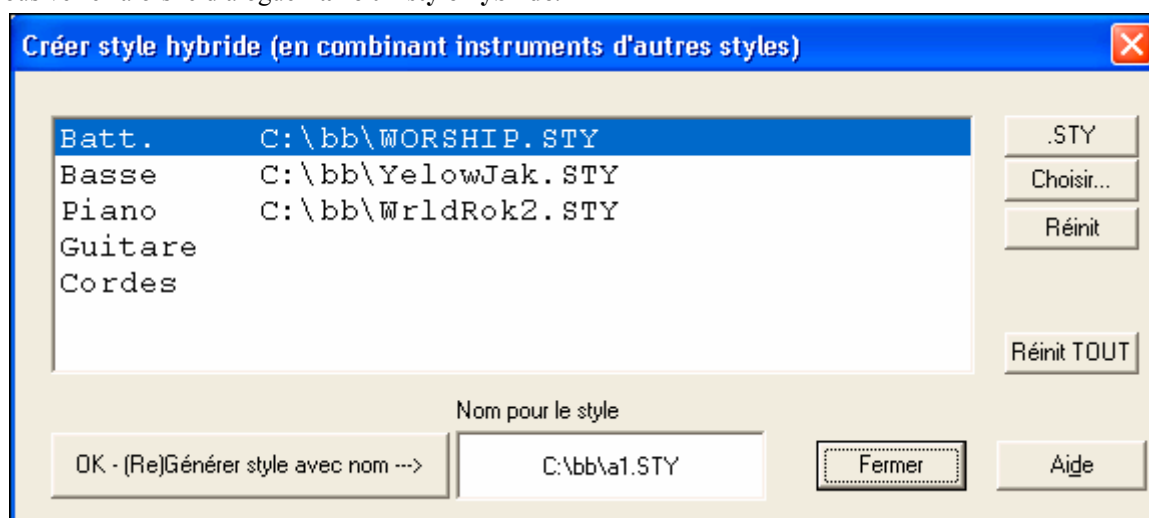 Créer style hybride (en combinant instruments d'autres styles)
Batt. C:\bb\WORSHIP.STY
Basse C:\bb\YelowJak.STY
Piano C:\bb\WrldRok2.STY
Guitare
Cordes
.STY
Choisir...
Réinit
Réinit TOUT
Nom pour le style
OK - (Re)Générer style avec nom --->
C:\bb\a1.STY
Fermer
Aide